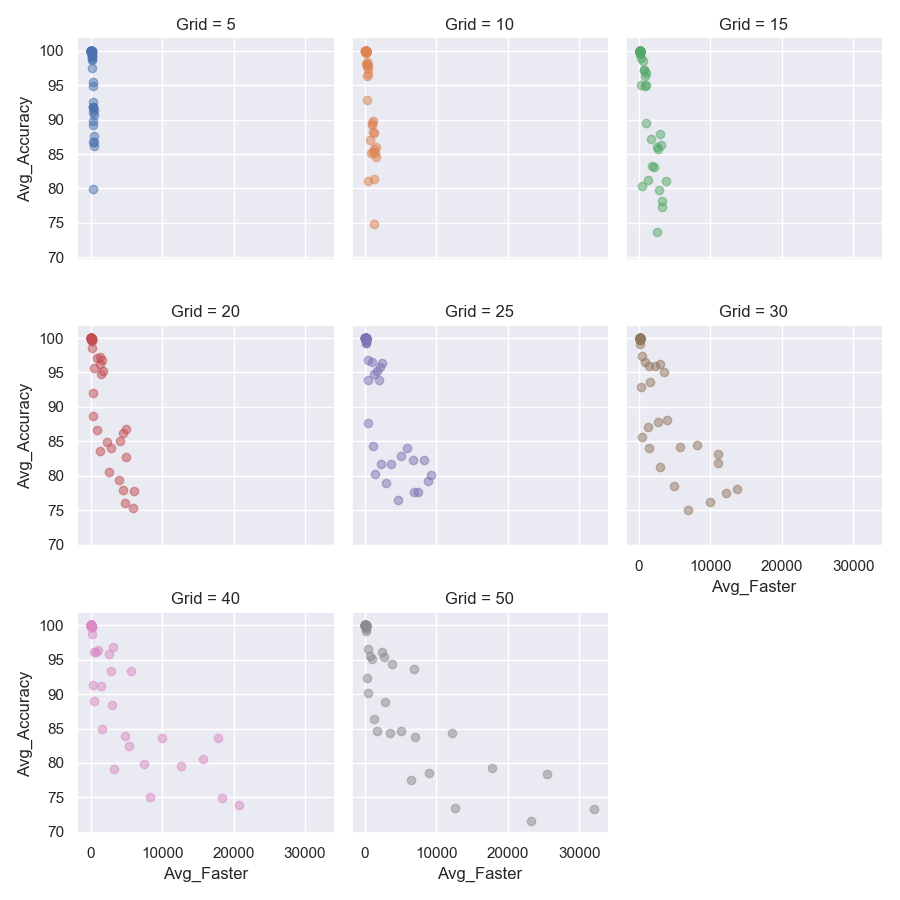 Grid = 5
Grid = 10
Grid = 15
100
95
90
85
80
75
70
Avg_Accuracy
Grid = 20
Grid = 25
Grid = 30
100
95
90
85
80
75
70
Avg_Accuracy
0 10000 20000 30000
Avg_Faster
Grid = 40
Grid = 50
100
95
90
85
80
75
70
Avg_Accuracy
0 10000 20000 30000
0 10000 20000 30000
Avg_Faster
Avg_Faster